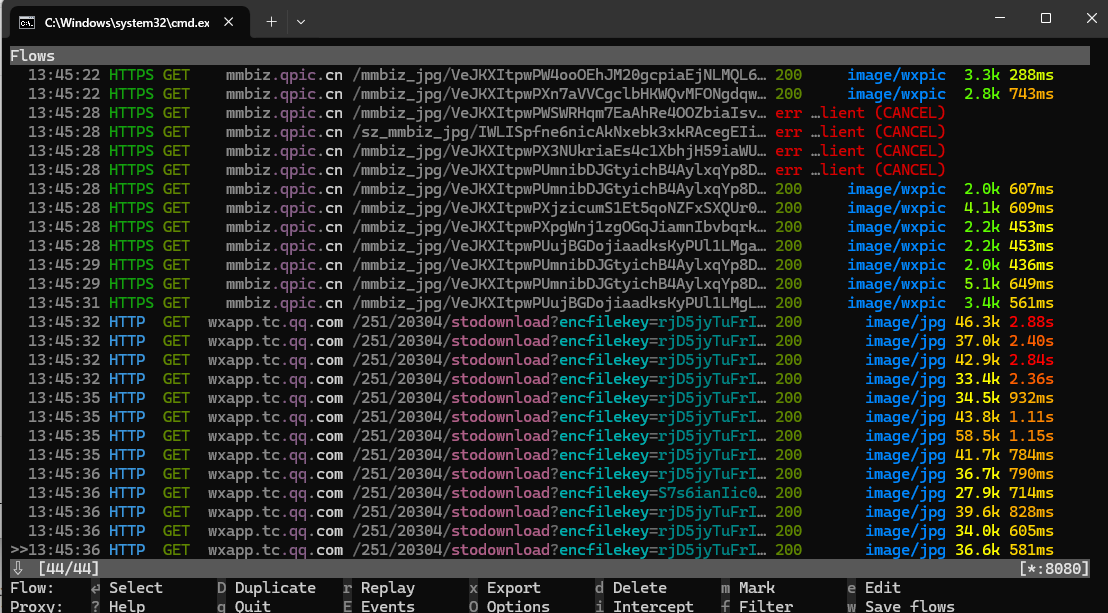 C:\Windows\system32\cmd.ex
Flows
13:45:22 HTTPS GET mmbiz.qpic.cn /mmbiz_jpg/VeJKXItpwPW4ooOEhJM20gcpiaEjNLMQL6… 200 image/wxpic 3.3k 288ms
13:45:22 HTTPS GET mmbiz.qpic.cn /mmbiz_jpg/VeJKXItpwPXn7aVVCgclbHKWQvMFONgdqw… 200 image/wxpic 2.8k 743ms
13:45:28 HTTPS GET mmbiz.qpic.cn /mmbiz_jpg/VeJKXItpwPWSWRHqm7EaAhRe4OOZbiaIsv… err …lient (CANCEL)
13:45:28 HTTPS GET mmbiz.qpic.cn /sz_mmbiz_jpg/IWLISpfne6nicAkNxebk3xkRAcegEIi… err …lient (CANCEL)
13:45:28 HTTPS GET mmbiz.qpic.cn /mmbiz_jpg/VeJKXItpwPX3NUkriaEs4c1XbhjH59iaWU… err …lient (CANCEL)
13:45:28 HTTPS GET mmbiz.qpic.cn /mmbiz_jpg/VeJKXItpwPUmnibDJGtyichB4AylxqYp8D… err …lient (CANCEL)
13:45:28 HTTPS GET mmbiz.qpic.cn /mmbiz_jpg/VeJKXItpwPUmnibDJGtyichB4AylxqYp8D… 200 image/wxpic 2.0k 607ms
13:45:28 HTTPS GET mmbiz.qpic.cn /mmbiz_jpg/VeJKXItpwPXjzicumS1Et5qoNZFxSXQUr0… 200 image/wxpic 4.1k 609ms
13:45:28 HTTPS GET mmbiz.qpic.cn /mmbiz_jpg/VeJKXItpwPXpgWnj1zgOGqJiamnIbvbqrk… 200 image/wxpic 2.2k 453ms
13:45:28 HTTPS GET mmbiz.qpic.cn /mmbiz_jpg/VeJKXItpwPUujBGDojiaadksKyPUl1LMga… 200 image/wxpic 2.2k 453ms
13:45:29 HTTPS GET mmbiz.qpic.cn /mmbiz_jpg/VeJKXItpwPUmnibDJGtyichB4AylxqYp8D… 200 image/wxpic 2.0k 436ms
13:45:29 HTTPS GET mmbiz.qpic.cn /mmbiz_jpg/VeJKXItpwPUmnibDJGtyichB4AylxqYp8D… 200 image/wxpic 5.1k 649ms
13:45:31 HTTPS GET mmbiz.qpic.cn /mmbiz_jpg/VeJKXItpwPUujBGDojiaadksKyPUl1LMgL… 200 image/wxpic 3.4k 561ms
13:45:32 HTTP GET wxapp.tc.qq.com /251/20304/stodownload?encfilekey=rjD5jyTuFrI… 200 image/jpg 46.3k 2.88s
13:45:32 HTTP GET wxapp.tc.qq.com /251/20304/stodownload?encfilekey=rjD5jyTuFrI… 200 image/jpg 37.0k 2.40s
13:45:32 HTTP GET wxapp.tc.qq.com /251/20304/stodownload?encfilekey=rjD5jyTuFrI… 200 image/jpg 42.9k 2.84s
13:45:32 HTTP GET wxapp.tc.qq.com /251/20304/stodownload?encfilekey=rjD5jyTuFrI… 200 image/jpg 33.4k 2.36s
13:45:35 HTTP GET wxapp.tc.qq.com /251/20304/stodownload?encfilekey=rjD5jyTuFrI… 200 image/jpg 34.5k 932ms
13:45:35 HTTP GET wxapp.tc.qq.com /251/20304/stodownload?encfilekey=rjD5jyTuFrI… 200 image/jpg 43.8k 1.11s
13:45:35 HTTP GET wxapp.tc.qq.com /251/20304/stodownload?encfilekey=rjD5jyTuFrI… 200 image/jpg 58.5k 1.15s
13:45:35 HTTP GET wxapp.tc.qq.com /251/20304/stodownload?encfilekey=rjD5jyTuFrI… 200 image/jpg 41.7k 784ms
13:45:36 HTTP GET wxapp.tc.qq.com /251/20304/stodownload?encfilekey=rjD5jyTuFrI… 200 image/jpg 36.7k 790ms
13:45:36 HTTP GET wxapp.tc.qq.com /251/20304/stodownload?encfilekey=S7s6ianIic0… 200 image/jpg 27.9k 714ms
13:45:36 HTTP GET wxapp.tc.qq.com /251/20304/stodownload?encfilekey=rjD5jyTuFrI… 200 image/jpg 39.6k 828ms
13:45:36 HTTP GET wxapp.tc.qq.com /251/20304/stodownload?encfilekey=rjD5jyTuFrI… 200 image/jpg 34.0k 605ms
>>13:45:36 HTTP GET wxapp.tc.qq.com /251/20304/stodownload?encfilekey=rjD5jyTuFrI… 200 image/jpg 36.6k 581ms
⇩ [44/44] [*:8080]
Flow: ↵ Select D Duplicate r Replay x Export d Delete m Mark e Edit
Proxy: ? Help q Quit E Events O Options i Intercept f Filter w Save flows